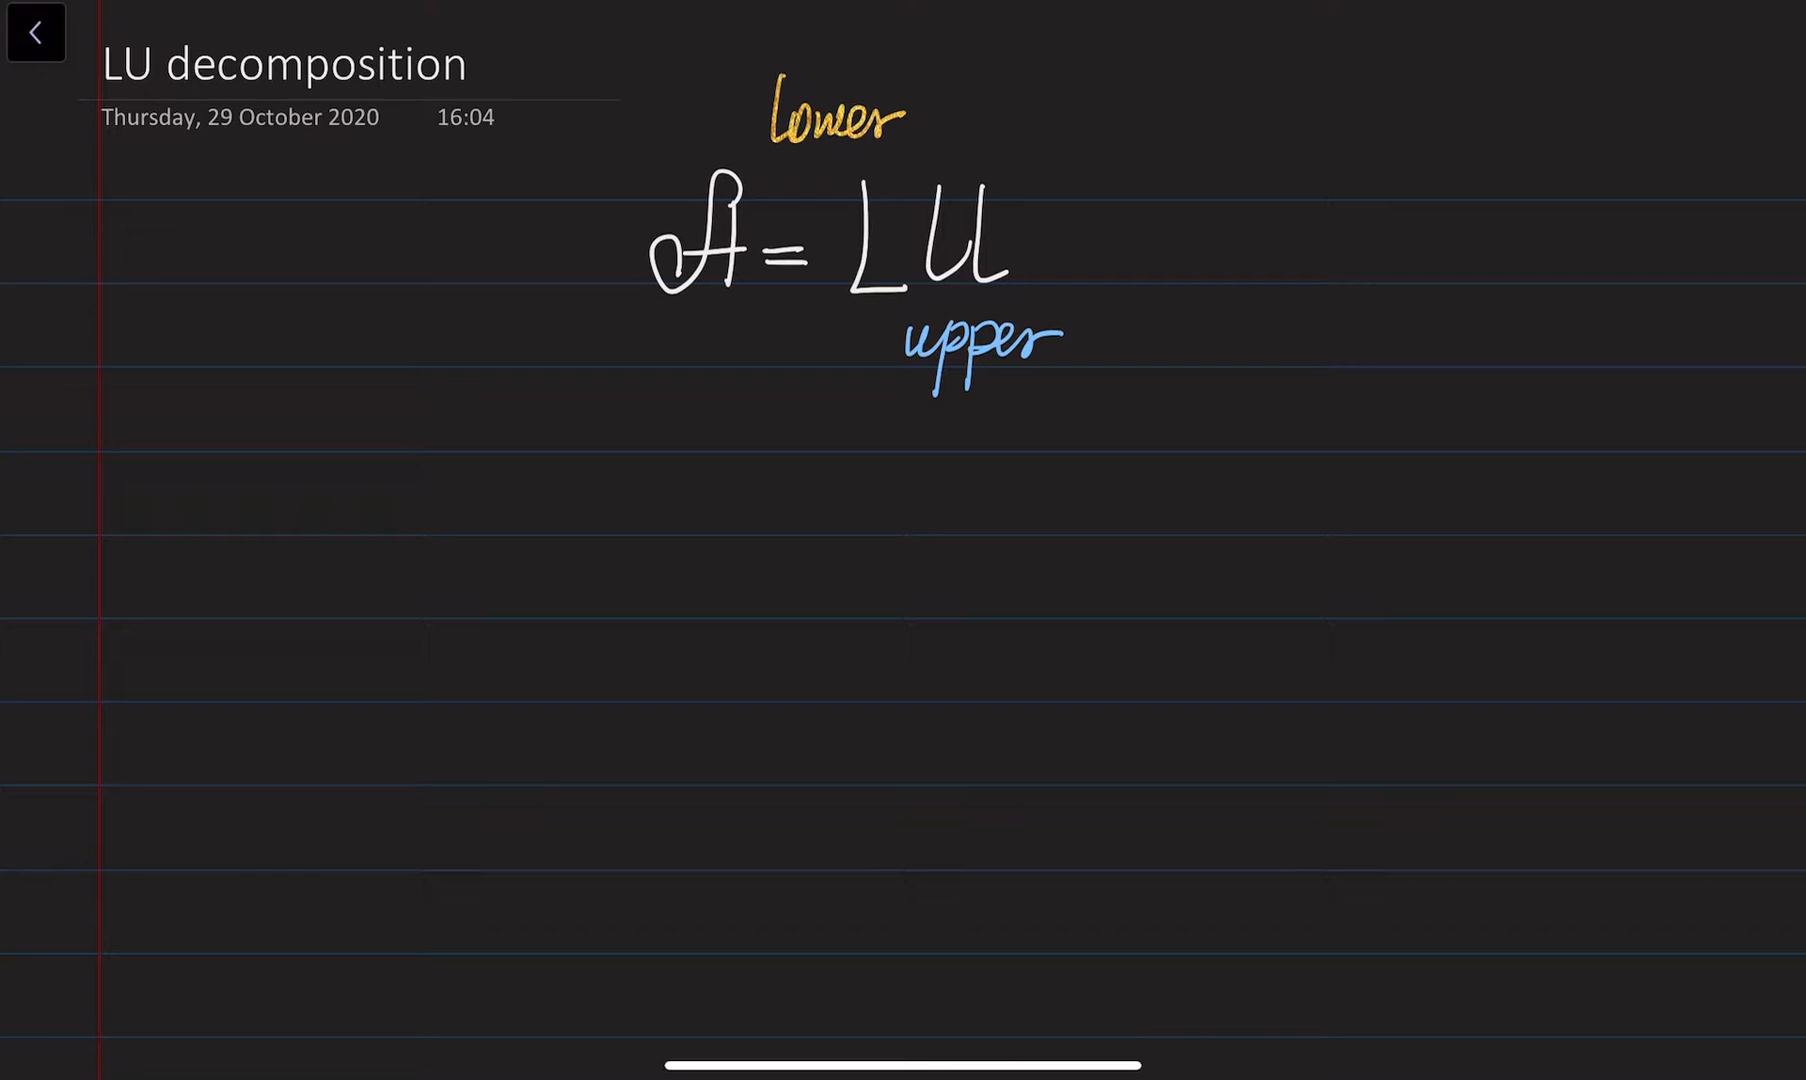 LU decomposition
Thursday, 29 October 2020 16:04
lower
A = LU
upper